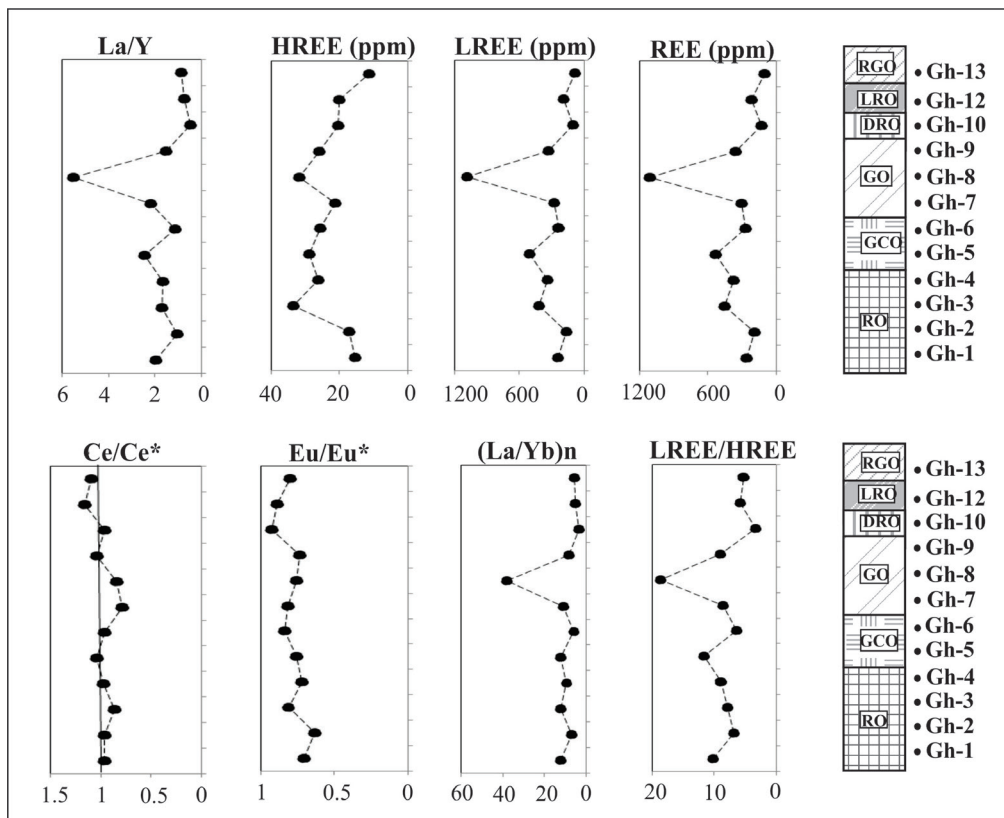 La/Y HREE (ppm) LREE (ppm) REE (ppm)
RGO Gh-13
LRO Gh-12
DRO Gh-10
Gh-9
GO Gh-8
Gh-7
Gh-6
GCO Gh-5
Gh-4
Gh-3
RO Gh-2
Gh-1
6 4 2 0 40 20 0 1200 600 0 1200 600 0
Ce/Ce* Eu/Eu* (La/Yb)n LREE/HREE
RGO Gh-13
LRO Gh-12
DRO Gh-10
Gh-9
GO Gh-8
Gh-7
Gh-6
GCO Gh-5
Gh-4
Gh-3
RO Gh-2
Gh-1
1.5 1 0.5 0 1 0.5 0 60 40 20 0 20 10 0